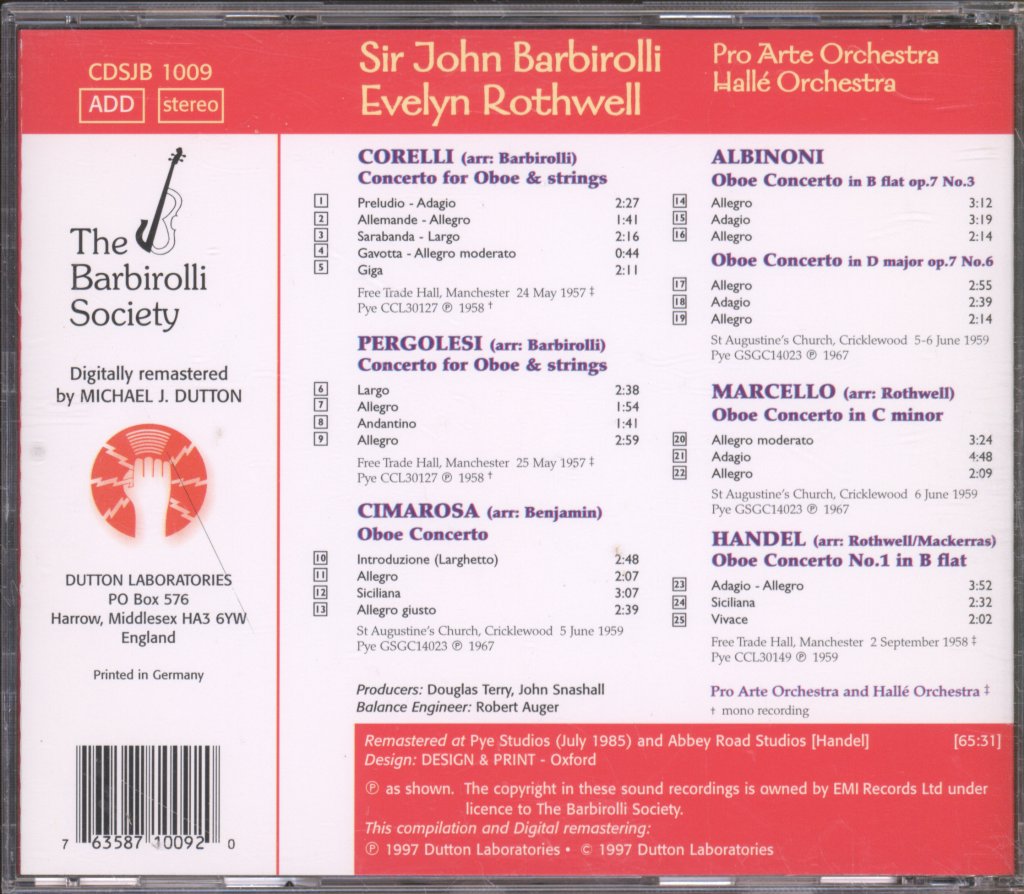 CDSJB 1009
ADD stereo
Sir John Barbirolli
Evelyn Rothwell
Pro Arte Orchestra
Hallé Orchestra
The
Barbirolli
Society
Digitally remastered
by MICHAEL J. DUTTON
DUTTON LABORATORIES
PO Box 576
Harrow, Middlesex HA3 6YW
England
Printed in Germany
7 63587 10092 0
CORELLI (arr: Barbirolli)
Concerto for Oboe & strings
1 Preludio - Adagio 2:27
2 Allemande - Allegro 1:41
3 Sarabanda - Largo 2:16
4 Gavotta - Allegro moderato 0:44
5 Giga 2:11
Free Trade Hall, Manchester 24 May 1957 ‡
Pye CCL30127 ℗ 1958 †
PERGOLESI (arr: Barbirolli)
Concerto for Oboe & strings
6 Largo 2:38
7 Allegro 1:54
8 Andantino 1:41
9 Allegro 2:59
Free Trade Hall, Manchester 25 May 1957 ‡
Pye CCL30127 ℗ 1958 †
CIMAROSA (arr: Benjamin)
Oboe Concerto
10 Introduzione (Larghetto) 2:48
11 Allegro 2:07
12 Siciliana 3:07
13 Allegro giusto 2:39
St Augustine's Church, Cricklewood 5 June 1959
Pye GSGC14023 ℗ 1967
Producers: Douglas Terry, John Snashall
Balance Engineer: Robert Auger
ALBINONI
Oboe Concerto in B flat op.7 No.3
14 Allegro 3:12
15 Adagio 3:19
16 Allegro 2:14
Oboe Concerto in D major op.7 No.6
17 Allegro 2:55
18 Adagio 2:39
19 Allegro 2:14
St Augustine's Church, Cricklewood 5-6 June 1959
Pye GSGC14023 ℗ 1967
MARCELLO (arr: Rothwell)
Oboe Concerto in C minor
20 Allegro moderato 3:24
21 Adagio 4:48
22 Allegro 2:09
St Augustine's Church, Cricklewood 6 June 1959
Pye GSGC14023 ℗ 1967
HANDEL (arr: Rothwell/Mackerras)
Oboe Concerto No.1 in B flat
23 Adagio - Allegro 3:52
24 Siciliana 2:32
25 Vivace 2:02
Free Trade Hall, Manchester 2 September 1958 ‡
Pye CCL30149 ℗ 1959
Pro Arte Orchestra and Hallé Orchestra ‡
† mono recording
Remastered at Pye Studios (July 1985) and Abbey Road Studios [Handel] [65:31]
Design: DESIGN & PRINT - Oxford
℗ as shown. The copyright in these sound recordings is owned by EMI Records Ltd under
licence to The Barbirolli Society.
This compilation and Digital remastering:
℗ 1997 Dutton Laboratories • © 1997 Dutton Laboratories